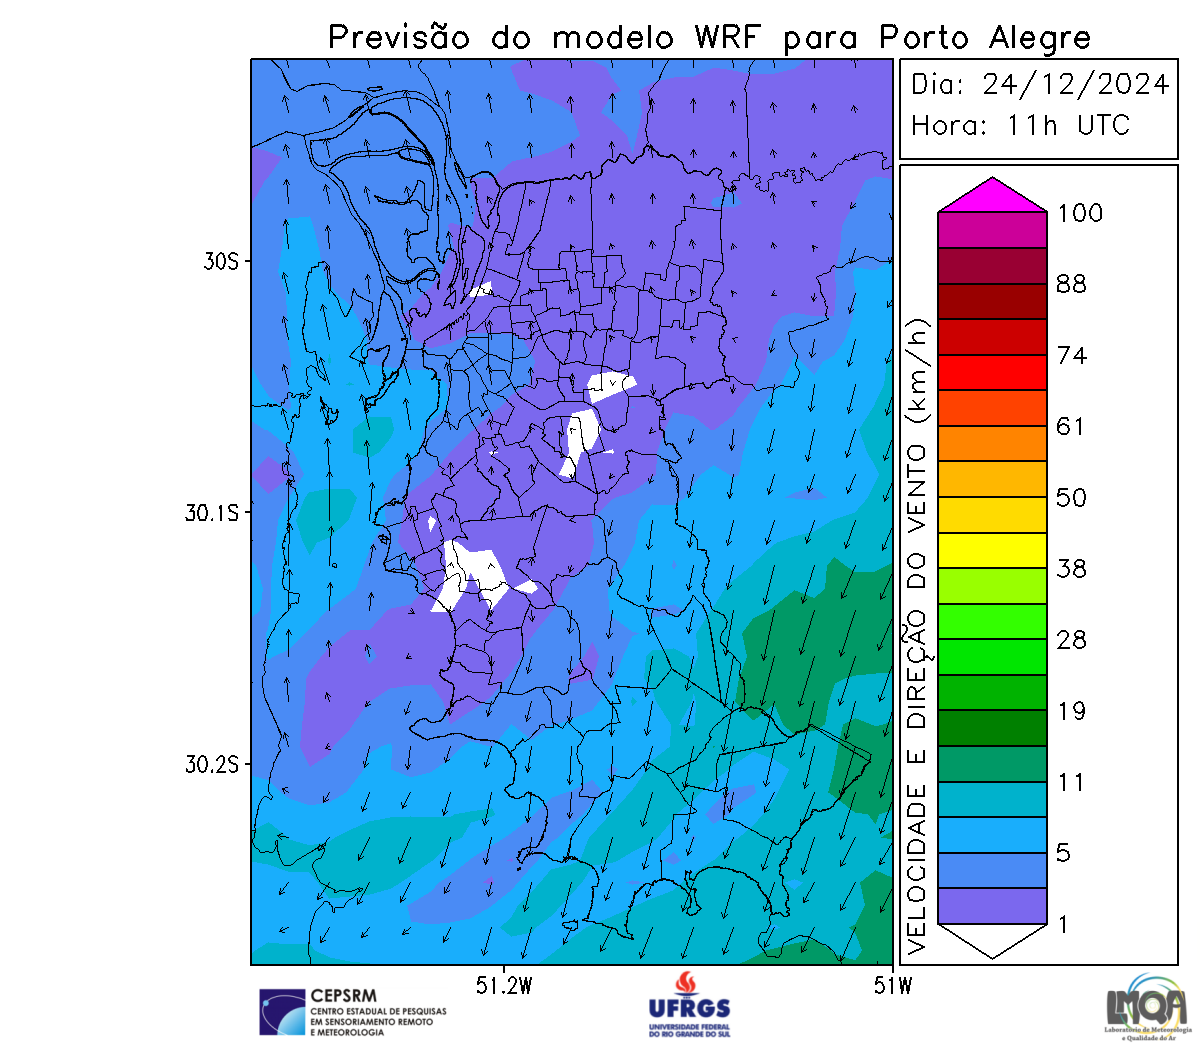 Previsão do modelo WRF para Porto Alegre
Dia: 24/12/2024
Hora: 11h UTC
30S
30.1S
30.2S
51.2W
51W
VELOCIDADE E DIREÇÃO DO VENTO (km/h)
100
88
74
61
50
38
28
19
11
5
1
CEPSRM
CENTRO ESTADUAL DE PESQUISAS
EM SENSORIAMENTO REMOTO
E METEOROLOGIA
UFRGS
UNIVERSIDADE FEDERAL
DO RIO GRANDE DO SUL
LMQA
Laboratório de Meteorologia
e Qualidade do Ar